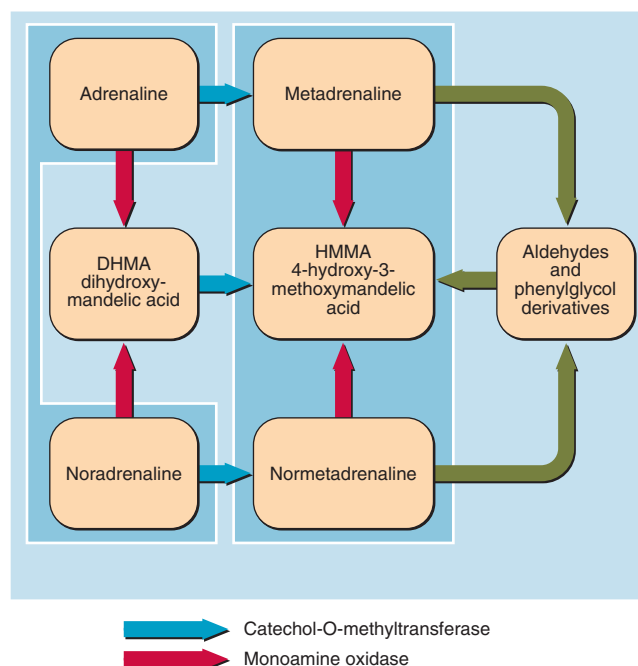 Adrenaline
Metadrenaline
DHMA
dihydroxy-
mandelic acid
HMMA
4-hydroxy-3-
methoxymandelic
acid
Aldehydes
and
phenylglycol
derivatives
Noradrenaline
Normetadrenaline
Catechol-O-methyltransferase
Monoamine oxidase